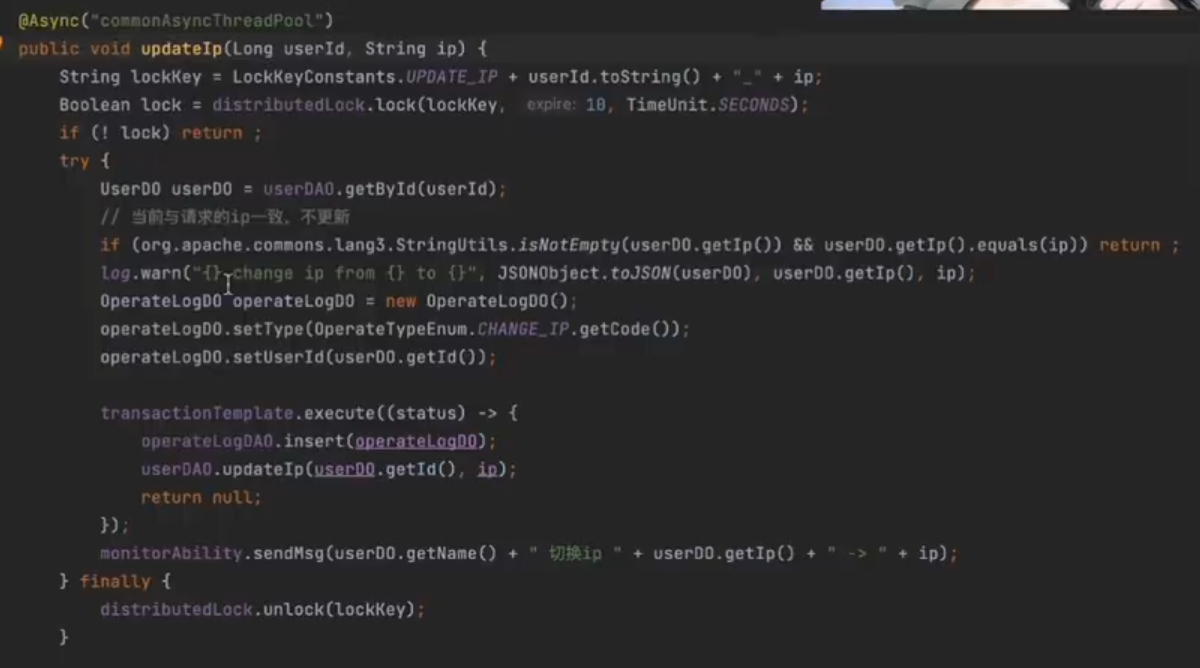 @Async("commonAsyncThreadPool")
public void updateIp(Long userId, String ip) {
    String lockKey = LockKeyConstants.UPDATE_IP + userId.toString() + "_" + ip;
    Boolean lock = distributedLock.lock(lockKey, expire: 10, TimeUnit.SECONDS);
    if (! lock) return ;
    try {
        UserDO userDO = userDAO.getById(userId);
        // 当前与请求的ip一致、不更新
        if (org.apache.commons.lang3.StringUtils.isNotEmpty(userDO.getIp()) && userDO.getIp().equals(ip)) return ;
        log.warn("{} change ip from {} to {}", JSONObject.toJSON(userDO), userDO.getIp(), ip);
        OperateLogDO operateLogDO = new OperateLogDO();
        operateLogDO.setType(OperateTypeEnum.CHANGE_IP.getCode());
        operateLogDO.setUserId(userDO.getId());
        transactionTemplate.execute((status) -> {
            operateLogDAO.insert(operateLogDO);
            userDAO.updateIp(userDO.getId(), ip);
            return null;
        });
        monitorAbility.sendMsg(userDO.getName() + " 切换ip " + userDO.getIp() + " -> " + ip);
    } finally {
        distributedLock.unlock(lockKey);
    }